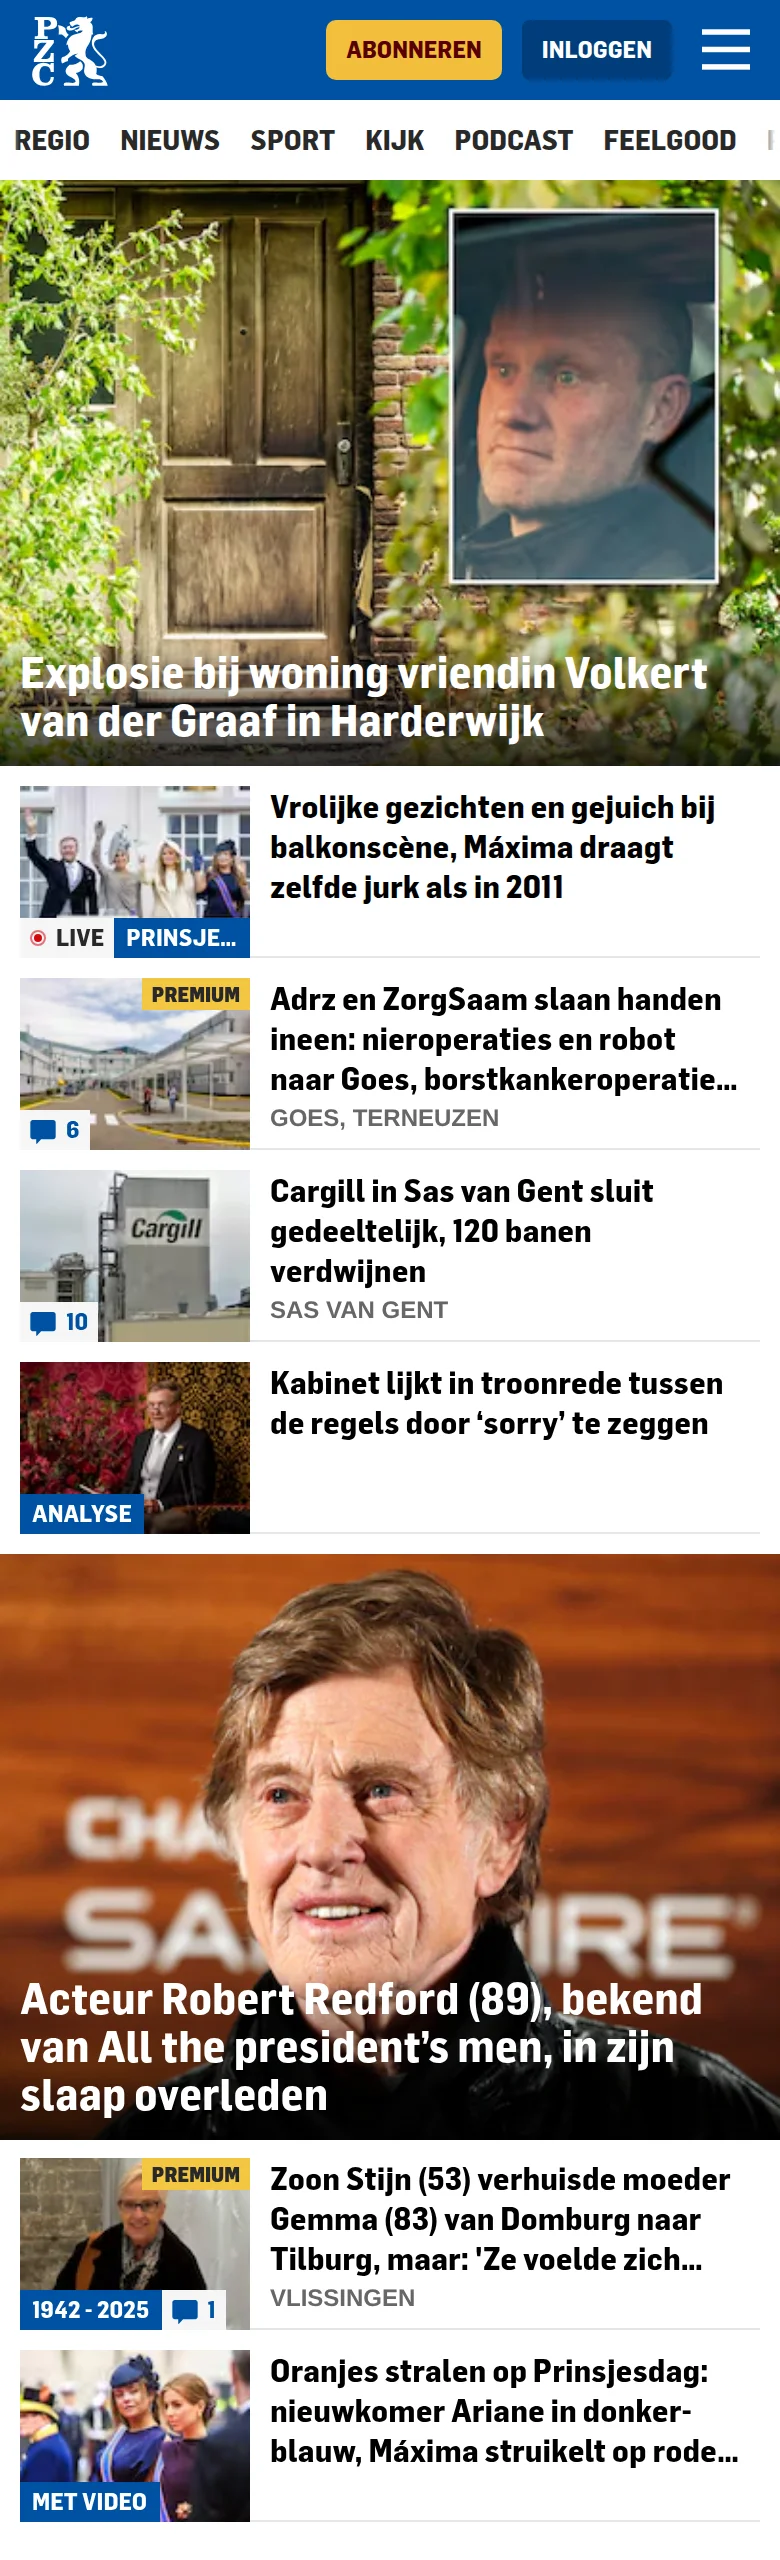 PZC
ABONNEREN
INLOGGEN
REGIO NIEUWS SPORT KIJK PODCAST FEELGOOD
Explosie bij woning vriendin Volkert
van der Graaf in Harderwijk
Vrolijke gezichten en gejuich bij
balkonscène, Máxima draagt
zelfde jurk als in 2011
LIVE PRINSJE...
PREMIUM
Adrz en ZorgSaam slaan handen
ineen: nieroperaties en robot
naar Goes, borstkankeroperatie...
GOES, TERNEUZEN
6
Cargill
Cargill in Sas van Gent sluit
gedeeltelijk, 120 banen
verdwijnen
SAS VAN GENT
10
Kabinet lijkt in troonrede tussen
de regels door ‘sorry’ te zeggen
ANALYSE
CHA
SA IRE
Acteur Robert Redford (89), bekend
van All the president’s men, in zijn
slaap overleden
PREMIUM
Zoon Stijn (53) verhuisde moeder
Gemma (83) van Domburg naar
Tilburg, maar: 'Ze voelde zich...
VLISSINGEN
1942 - 2025 1
Oranjes stralen op Prinsjesdag:
nieuwkomer Ariane in donker-
blauw, Máxima struikelt op rode...
MET VIDEO